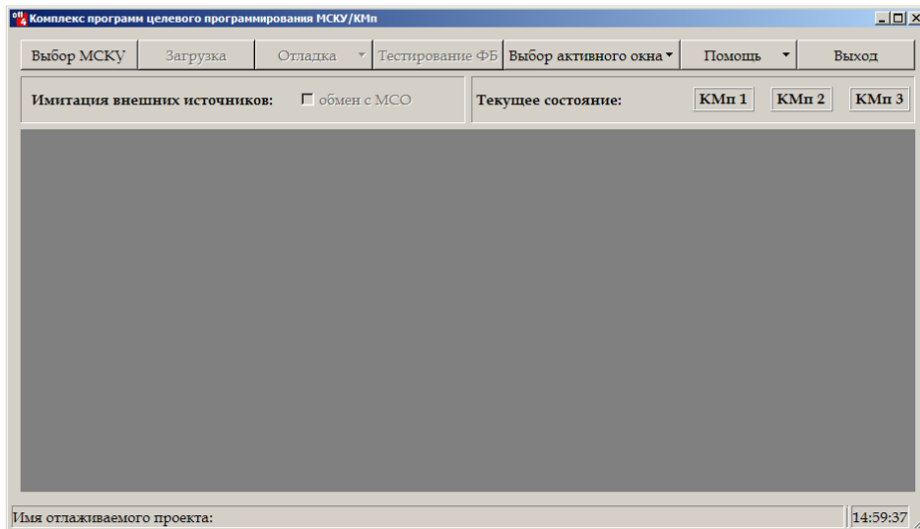 Комплекс программ целевого программирования МСКУ/КМп
Выбор МСКУ Загрузка Отладка Тестирование ФБ Выбор активного окна Помощь Выход
Имитация внешних источников: обмен с МСО Текущее состояние: КМп 1 КМп 2 КМп 3
Имя отлаживаемого проекта: 14:59:37